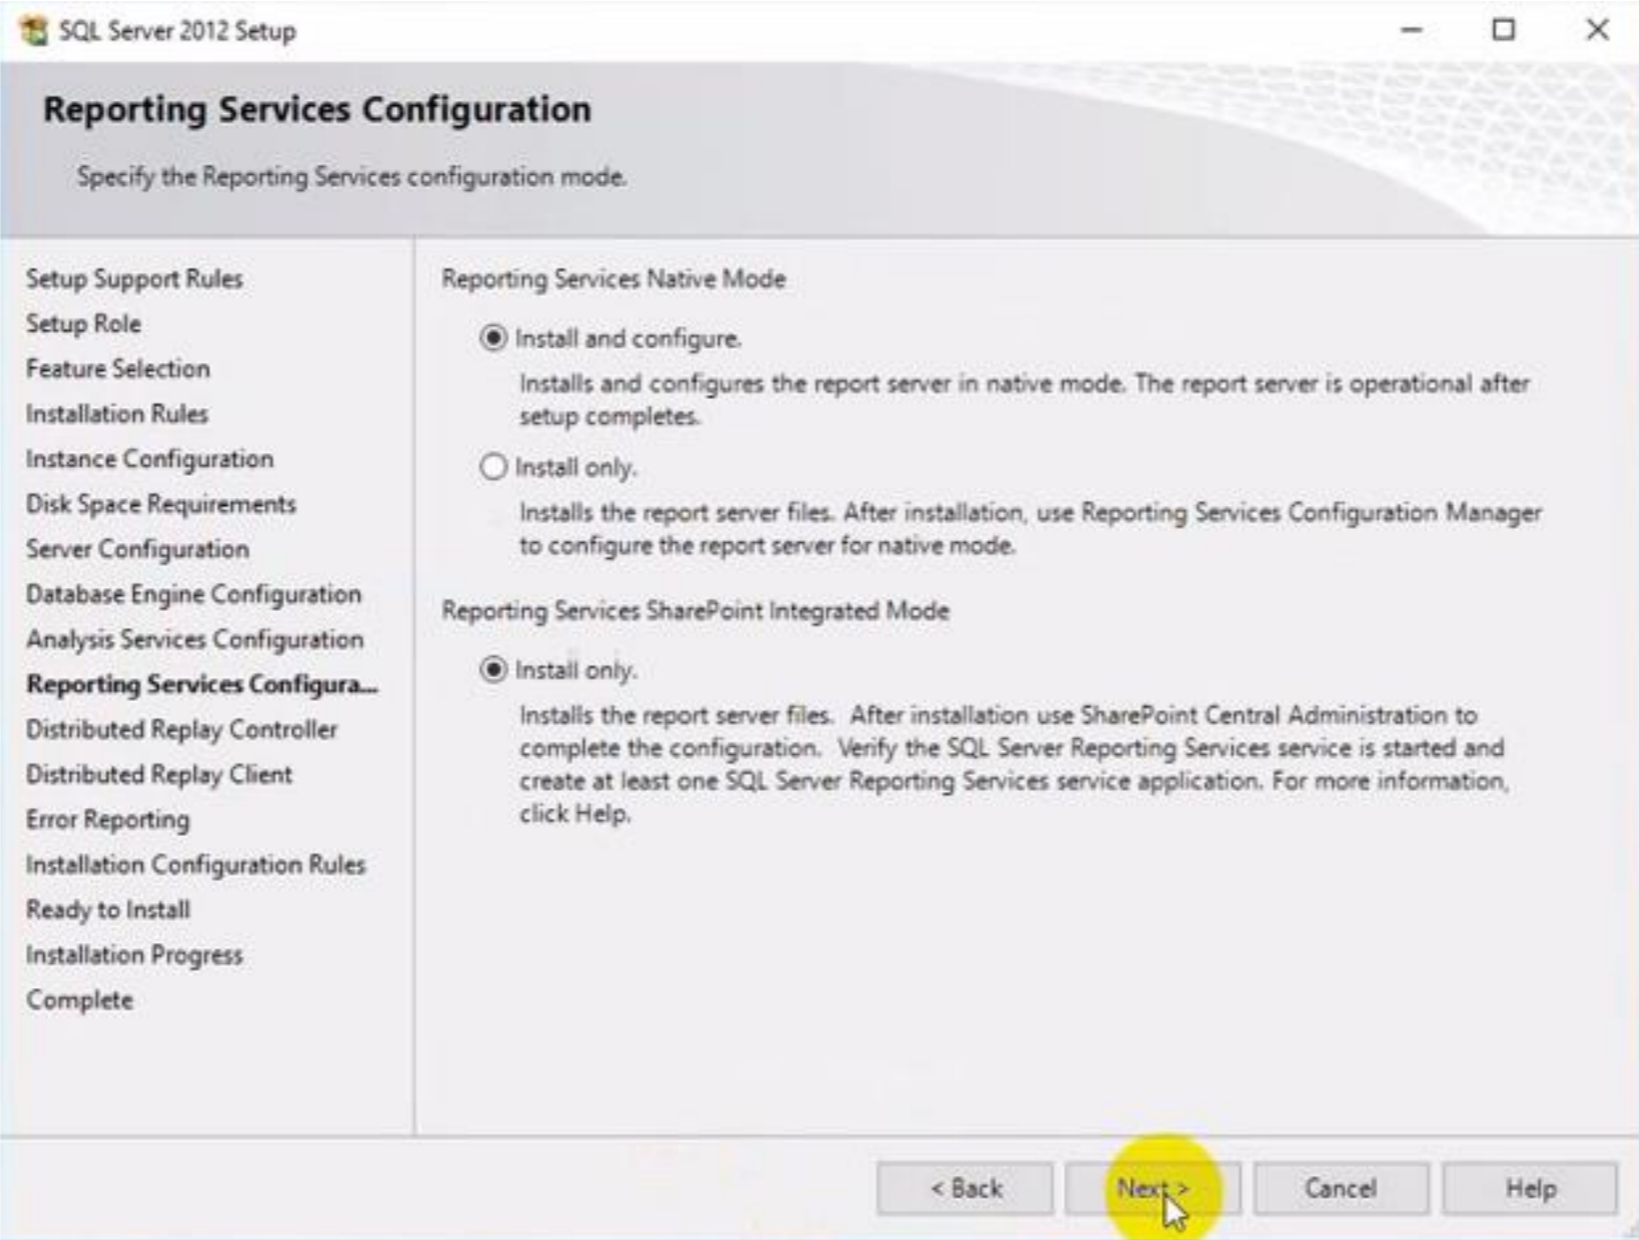 SQL Server 2012 Setup
Reporting Services Configuration
Specify the Reporting Services configuration mode.
Setup Support Rules
Setup Role
Feature Selection
Installation Rules
Instance Configuration
Disk Space Requirements
Server Configuration
Database Engine Configuration
Analysis Services Configuration
Reporting Services Configura...
Distributed Replay Controller
Distributed Replay Client
Error Reporting
Installation Configuration Rules
Ready to Install
Installation Progress
Complete
Reporting Services Native Mode
Install and configure.
Installs and configures the report server in native mode. The report server is operational after
setup completes.
Install only.
Installs the report server files. After installation, use Reporting Services Configuration Manager
to configure the report server for native mode.
Reporting Services SharePoint Integrated Mode
Install only.
Installs the report server files.  After installation use SharePoint Central Administration to
complete the configuration.  Verify the SQL Server Reporting Services service is started and
create at least one SQL Server Reporting Services service application. For more information,
click Help.
< Back
Next >
Cancel
Help